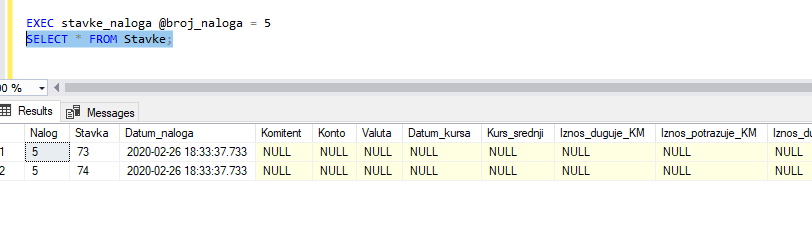 EXEC stavke_naloga @broj_naloga = 5
SELECT * FROM Stavke;
00 %
Results Messages
Nalog Stavka Datum_naloga Komitent Konto Valuta Datum_kursa Kurs_srednji Iznos_duguje_KM Iznos_potrazuje_KM Iznos_du
1 5 73 2020-02-26 18:33:37.733 NULL NULL NULL NULL NULL NULL NULL NULL
2 5 74 2020-02-26 18:33:37.733 NULL NULL NULL NULL NULL NULL NULL NULL